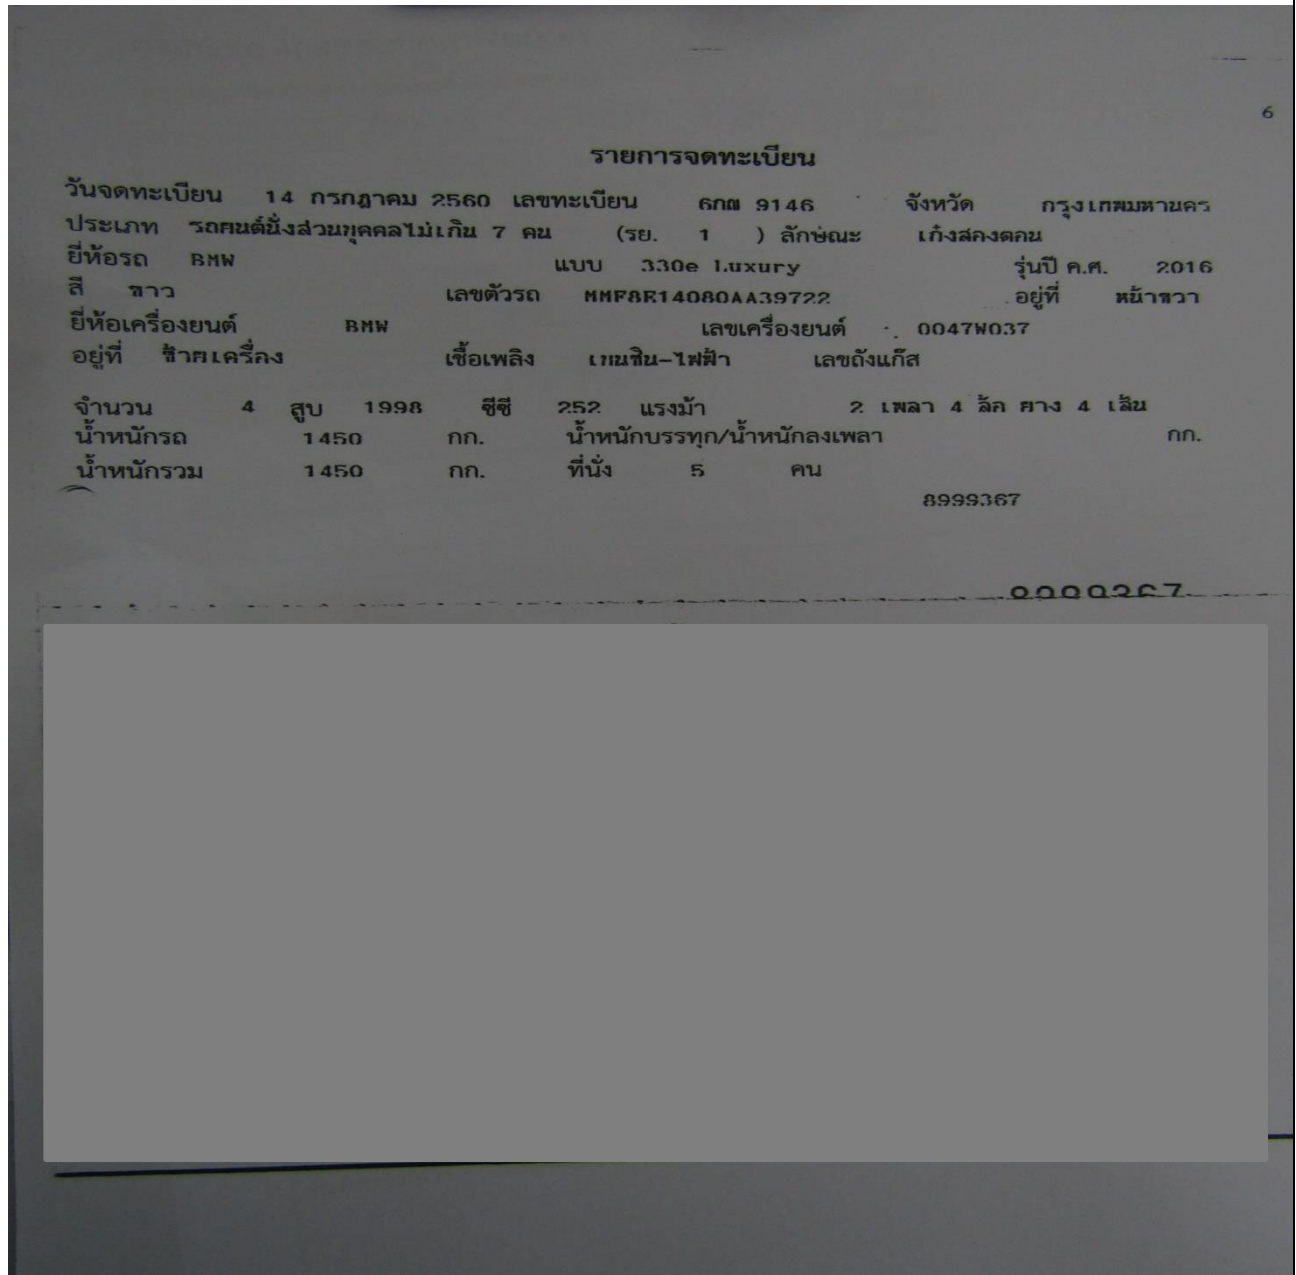 6
รายการจดทะเบียน
วันจดทะเบียน 14 กรกฎาคม 2560 เลขทะเบียน 6กณ 9146 จังหวัด กรุงเทพมหานคร
ประเภท รถยนต์นั่งส่วนบุคคลไม่เกิน 7 คน (รย. 1 ) ลักษณะ เก๋งสองตอน
ยี่ห้อรถ BMW แบบ 330e Luxury รุ่นปี ค.ศ. 2016
สี ขาว เลขตัวรถ MMF8E14080AA39722 อยู่ที่ หน้าขวา
ยี่ห้อเครื่องยนต์ BMW เลขเครื่องยนต์ 0047W037
อยู่ที่ ซ้ายเครื่อง เชื้อเพลิง เบนซิน-ไฟฟ้า เลขถังแก๊ส
จำนวน 4 สูบ 1998 ซีซี 252 แรงม้า 2 เพลา 4 ล้อ ยาง 4 เส้น
น้ำหนักรถ 1450 กก. น้ำหนักบรรทุก/น้ำหนักลงเพลา กก.
น้ำหนักรวม 1450 กก. ที่นั่ง 5 คน
8999367